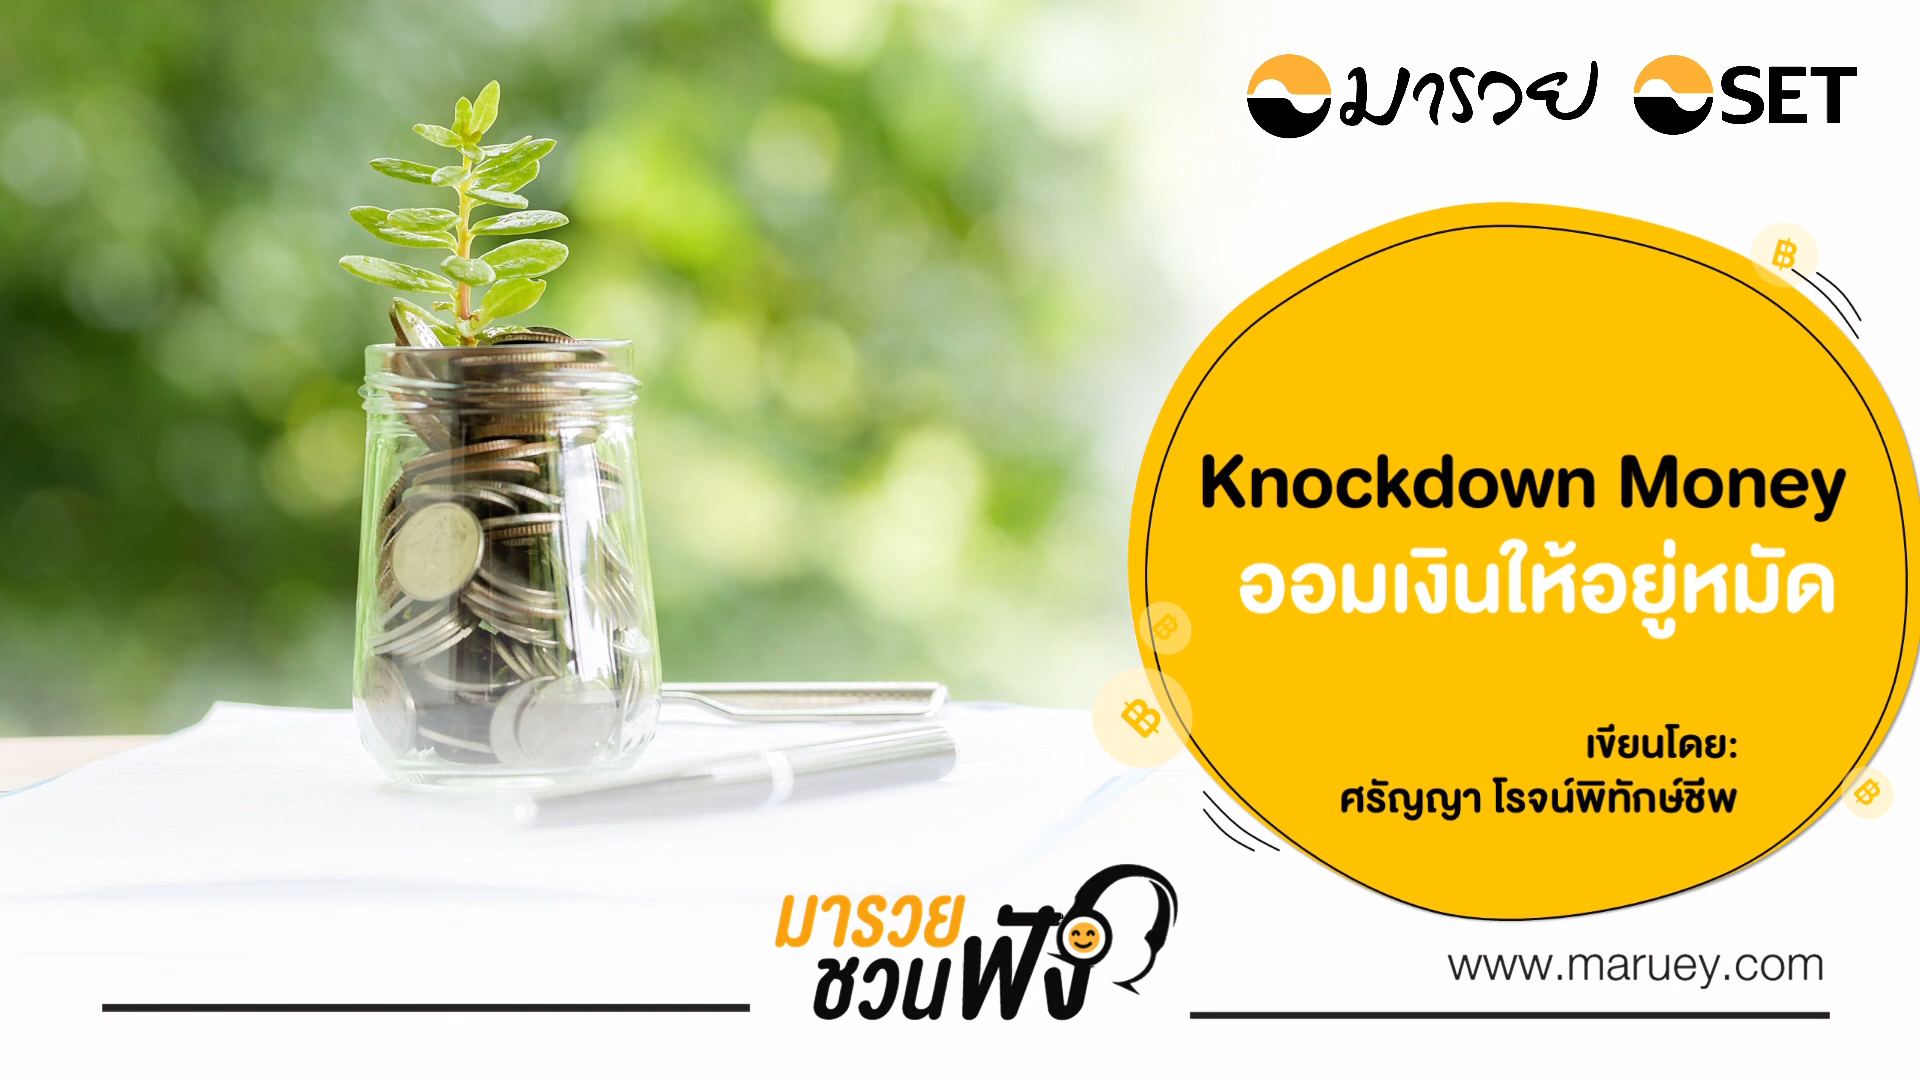 มารวย SET
Knockdown Money
ออมเงินให้อยู่หมัด
เขียนโดย:
ศรัญญา โรจน์พิทักษ์ชีพ
มารวย
ชวนฟัง
www.maruey.com